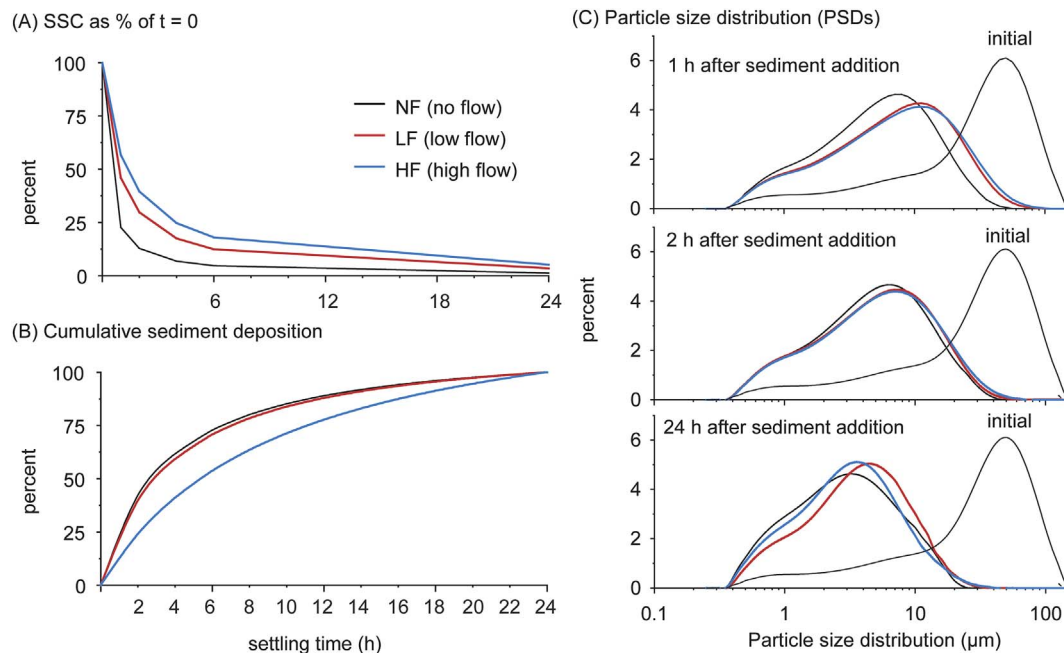 (A) SSC as % of t = 0
100
75
50
25
0
percent
NF (no flow)
LF (low flow)
HF (high flow)
6
12
18
24
(B) Cumulative sediment deposition
100
75
50
25
0
percent
2 4 6 8 10 12 14 16 18 20 22 24
settling time (h)
(C) Particle size distribution (PSDs)
initial
1 h after sediment addition
6
4
2
0
initial
2 h after sediment addition
6
4
2
0
percent
initial
24 h after sediment addition
6
4
2
0
0.1 1 10 100
Particle size distribution (µm)